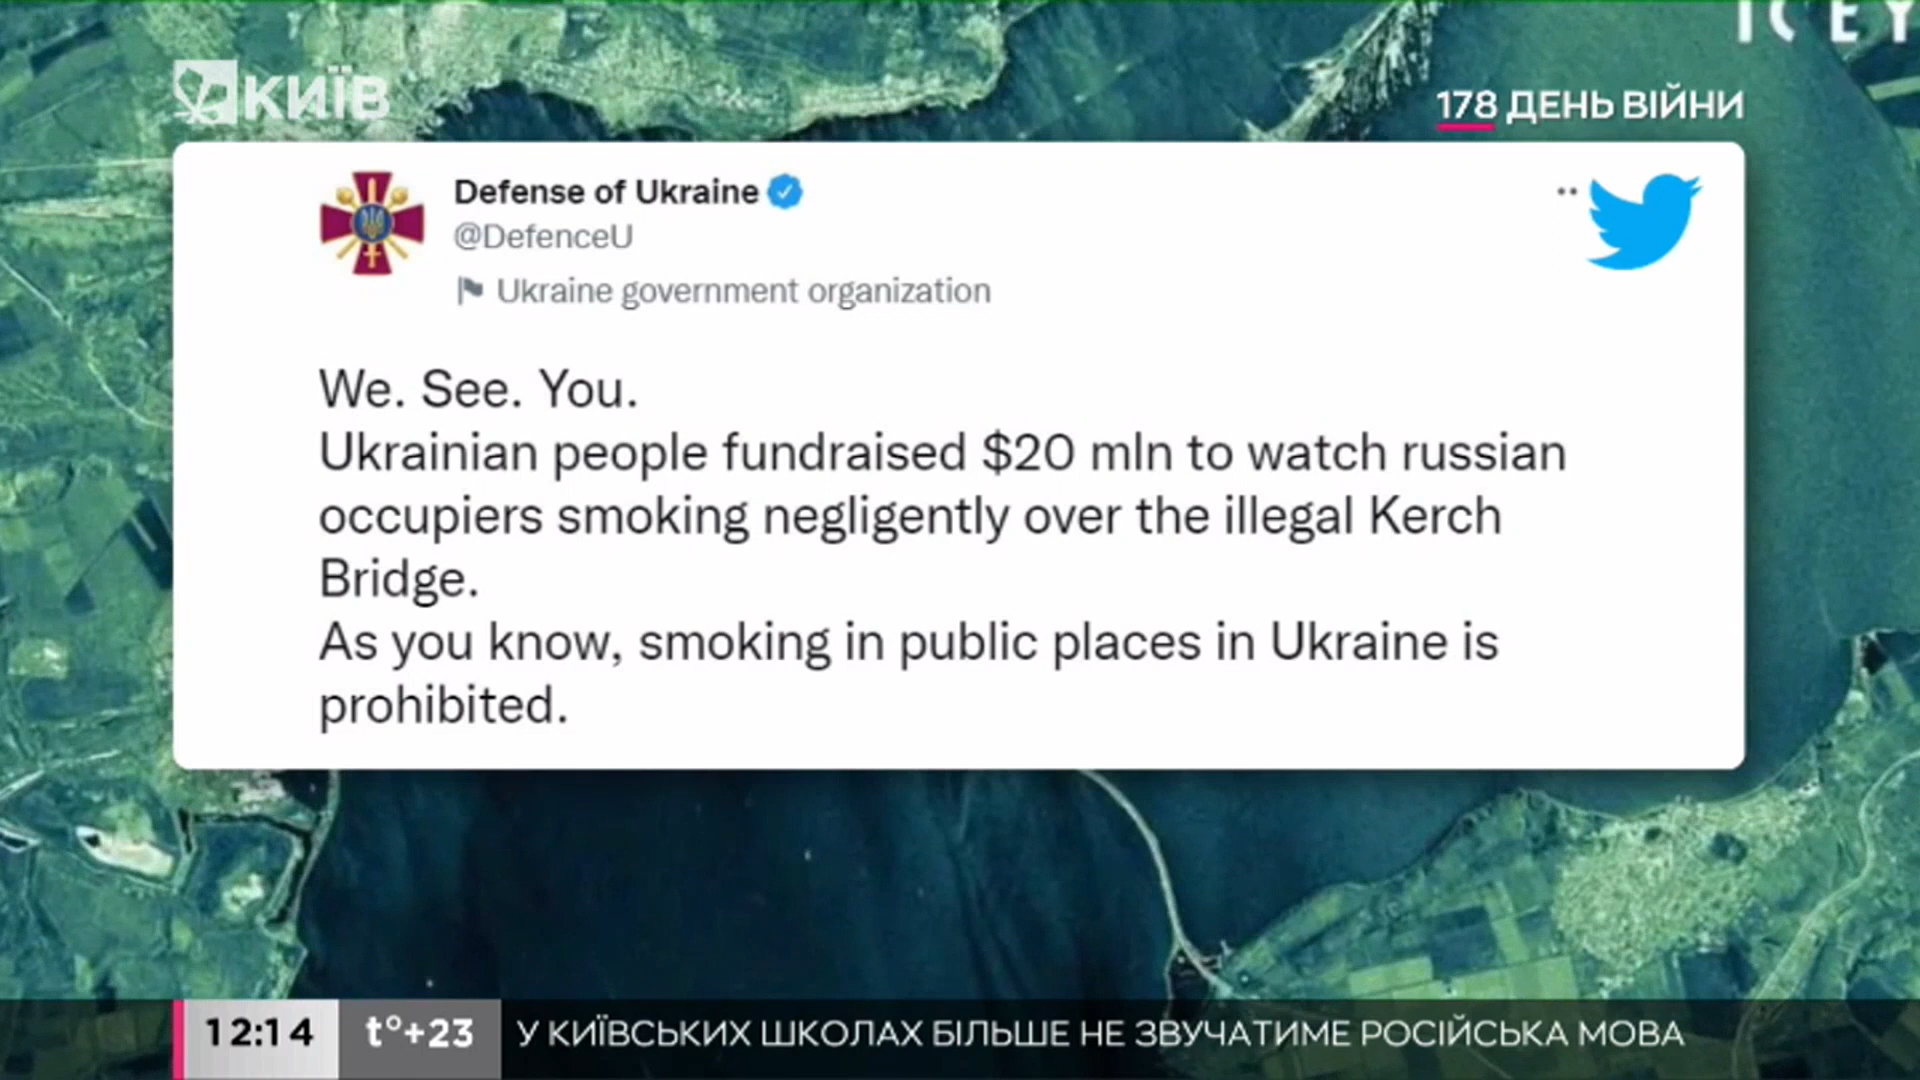 ICEY
КИЇВ
178 ДЕНЬ ВІЙНИ
Defense of Ukraine
@DefenceU
Ukraine government organization
We. See. You.
Ukrainian people fundraised $20 mln to watch russian
occupiers smoking negligently over the illegal Kerch
Bridge.
As you know, smoking in public places in Ukraine is
prohibited.
12:14
t°+23
У КИЇВСЬКИХ ШКОЛАХ БІЛЬШЕ НЕ ЗВУЧАТИМЕ РОСІЙСЬКА МОВА